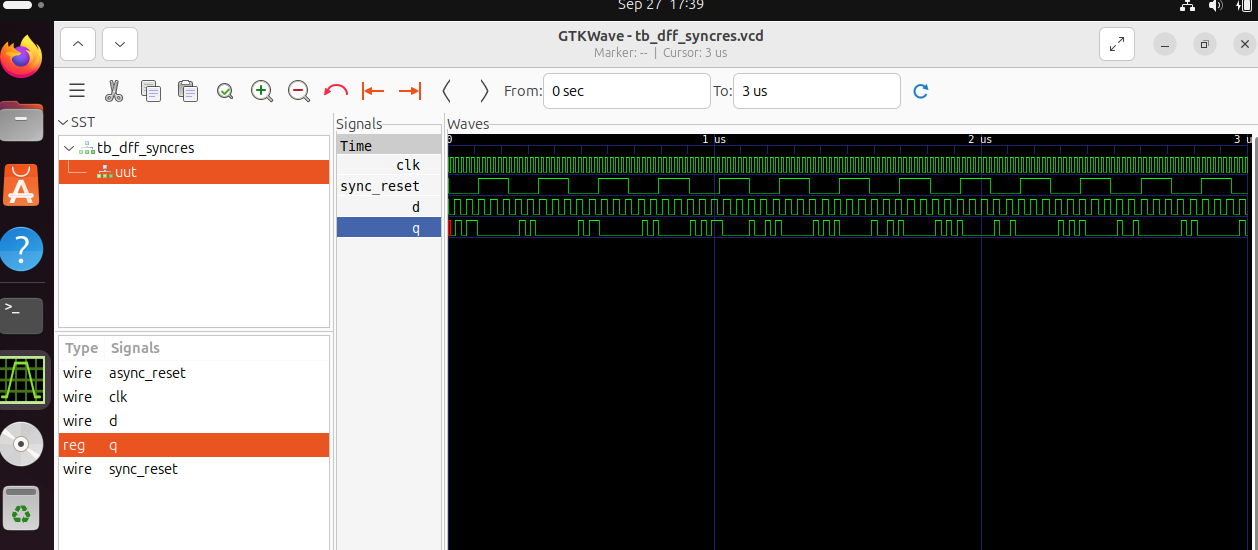 Sep 27 17:39
GTKWave - tb_dff_syncres.vcd
Marker: -- | Cursor: 3 us
From: 0 sec To: 3 us
SST
tb_dff_syncres
uut
Type Signals
wire async_reset
wire clk
wire d
reg q
wire sync_reset
Signals
Time
clk
sync_reset
d
q
Waves
0 1 us 2 us 3 u